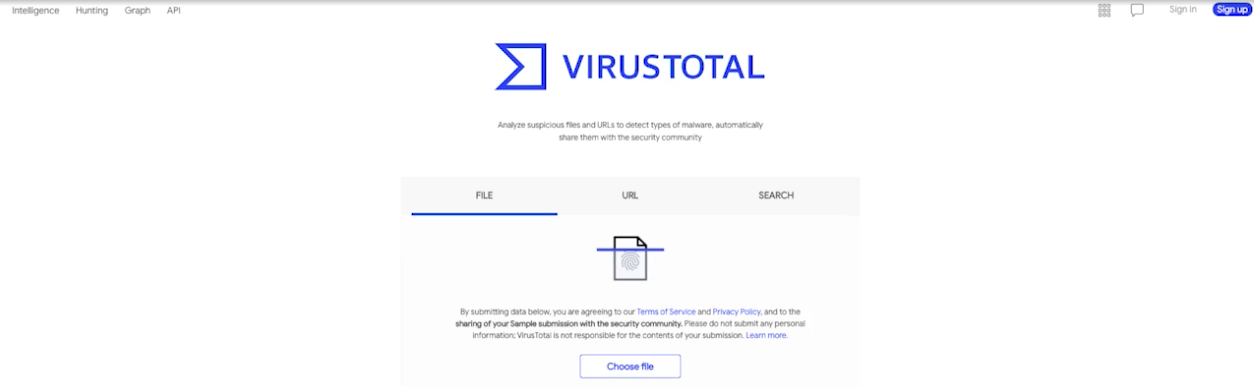 Intelligence Hunting Graph API Sign in Sign up
VIRUSTOTAL
Analyze suspicious files and URLs to detect types of malware, automatically
share them with the security community
FILE URL SEARCH
By submitting data below, you are agreeing to our Terms of Service and Privacy Policy, and to the
sharing of your Sample submission with the security community. Please do not submit any personal
information; VirusTotal is not responsible for the contents of your submission. Learn more.
Choose file